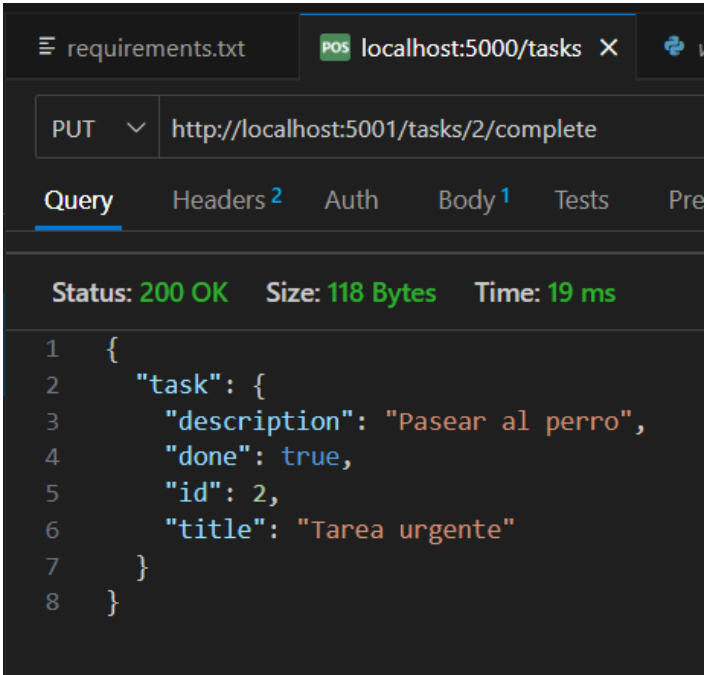 requirements.txt
POS localhost:5000/tasks
PUT http://localhost:5001/tasks/2/complete
Query Headers 2 Auth Body 1 Tests Pre
Status: 200 OK Size: 118 Bytes Time: 19 ms
1 {
2 "task": {
3 "description": "Pasear al perro",
4 "done": true,
5 "id": 2,
6 "title": "Tarea urgente"
7 }
8 }